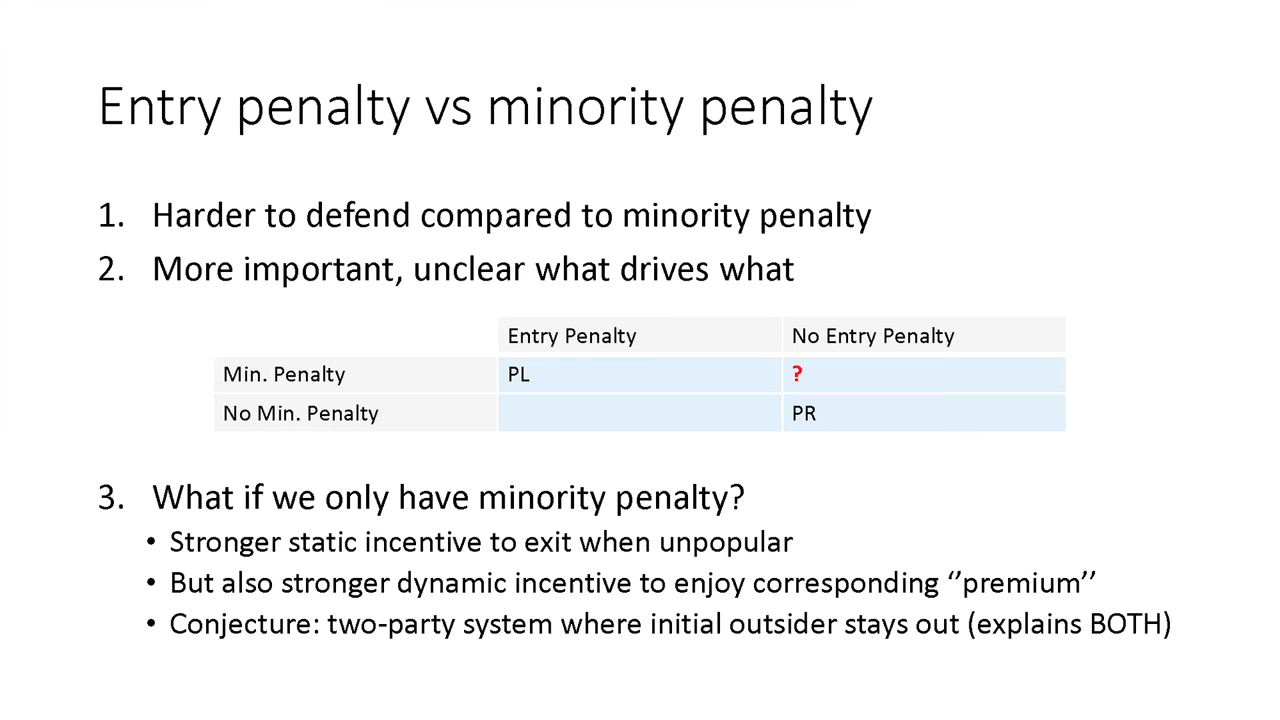 Entry penalty vs minority penalty
1. Harder to defend compared to minority penalty
2. More important, unclear what drives what
Entry Penalty No Entry Penalty
Min. Penalty PL ?
No Min. Penalty PR
3. What if we only have minority penalty?
• Stronger static incentive to exit when unpopular
• But also stronger dynamic incentive to enjoy corresponding ‘’premium’’
• Conjecture: two-party system where initial outsider stays out (explains BOTH)